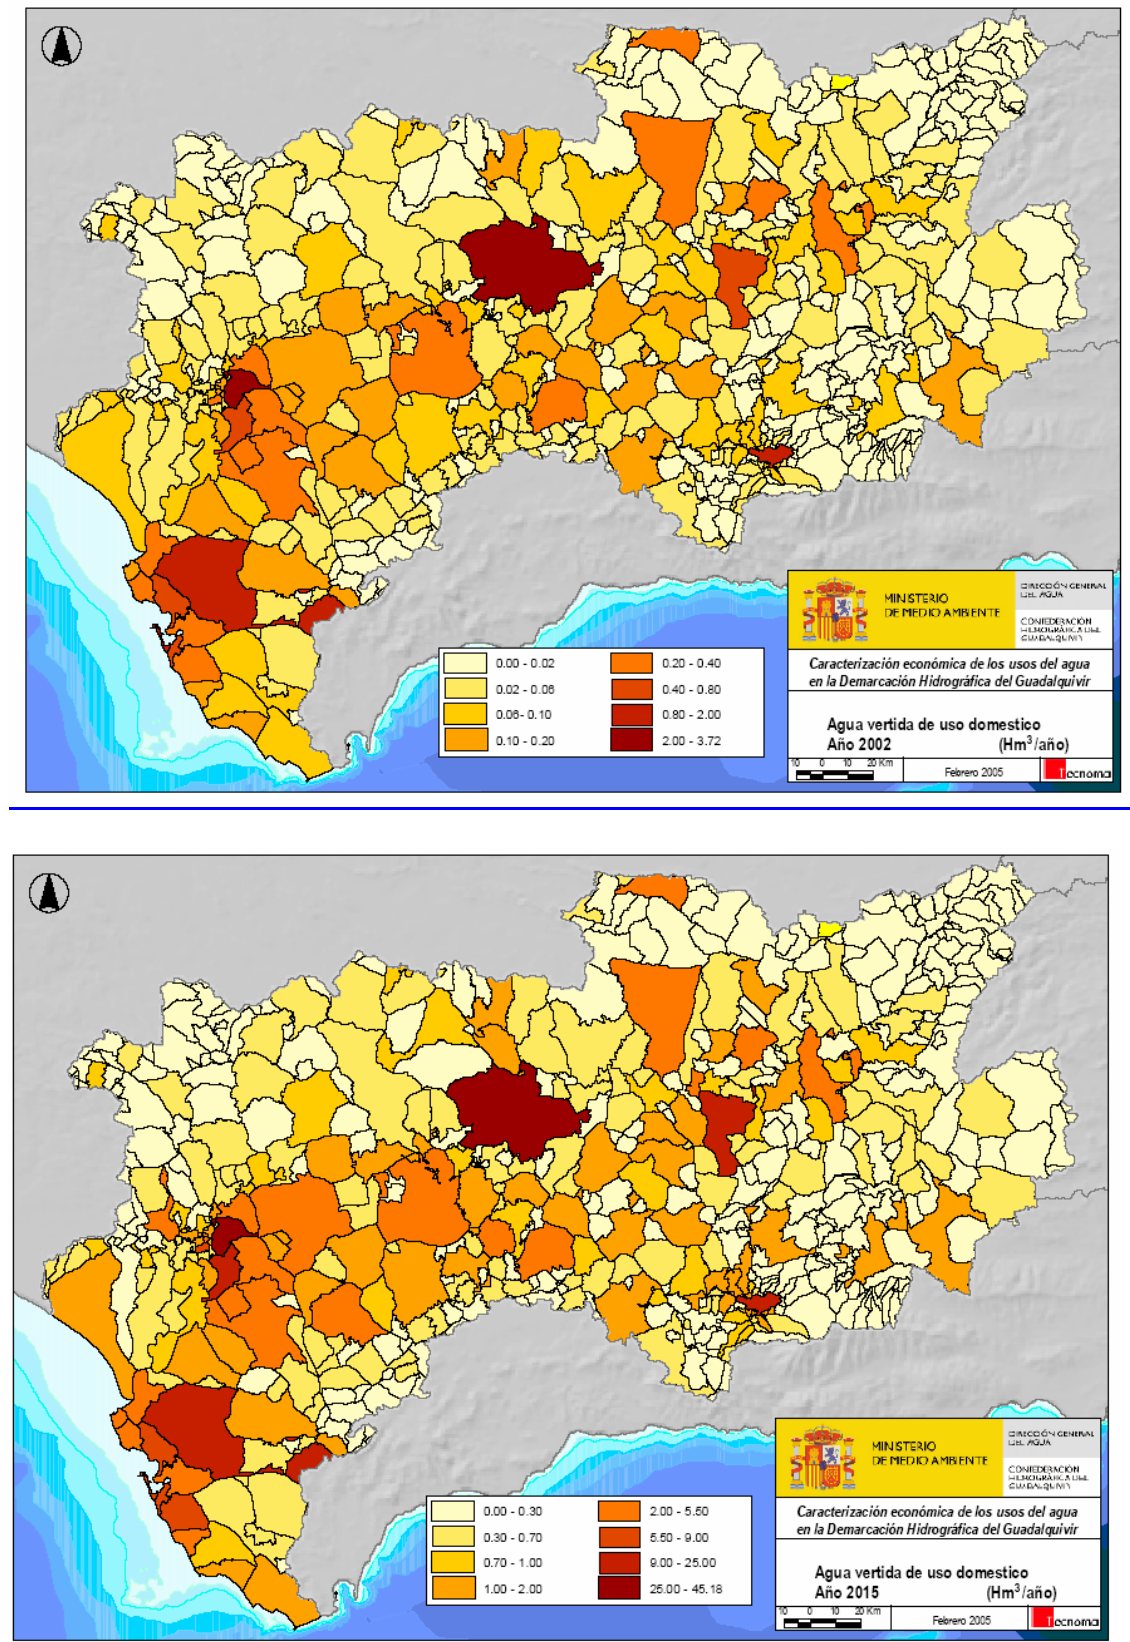 MINISTERIO
DE MEDIO AMBIENTE
DIRECCIÓN GENERAL
DEL AGUA
CONFEDERACIÓN
HIDROGRÁFICA DEL
GUADALQUIVIR
Caracterización económica de los usos del agua
en la Demarcación Hidrográfica del Guadalquivir
0.00 - 0.02
0.02 - 0.06
0.06- 0.10
0.10 - 0.20
0.20 - 0.40
0.40 - 0.80
0.80 - 2.00
2.00 - 3.72
Agua vertida de uso domestico
Año 2002 (Hm³/año)
10 0 10 20 Km
Febrero 2005
Tecnoma
MINISTERIO
DE MEDIO AMBIENTE
DIRECCIÓN GENERAL
DEL AGUA
CONFEDERACIÓN
HIDROGRÁFICA DEL
GUADALQUIVIR
Caracterización económica de los usos del agua
en la Demarcación Hidrográfica del Guadalquivir
0.00 - 0.30
0.30 - 0.70
0.70 - 1.00
1.00 - 2.00
2.00 - 5.50
5.50 - 9.00
9.00 - 25.00
25.00 - 45.18
Agua vertida de uso domestico
Año 2015 (Hm³/año)
10 0 10 20 Km
Febrero 2005
Tecnoma